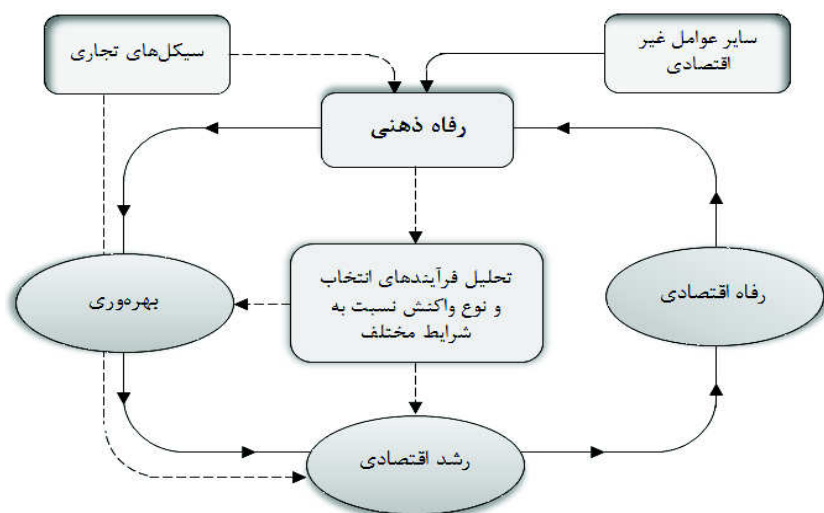 سایر عوامل غیر
اقتصادی
سیکل‌های تجاری
رفاه ذهنی
تحلیل فرآیندهای انتخاب
و نوع واکنش نسبت به
شرایط مختلف
رفاه اقتصادی
بهره‌وری
رشد اقتصادی